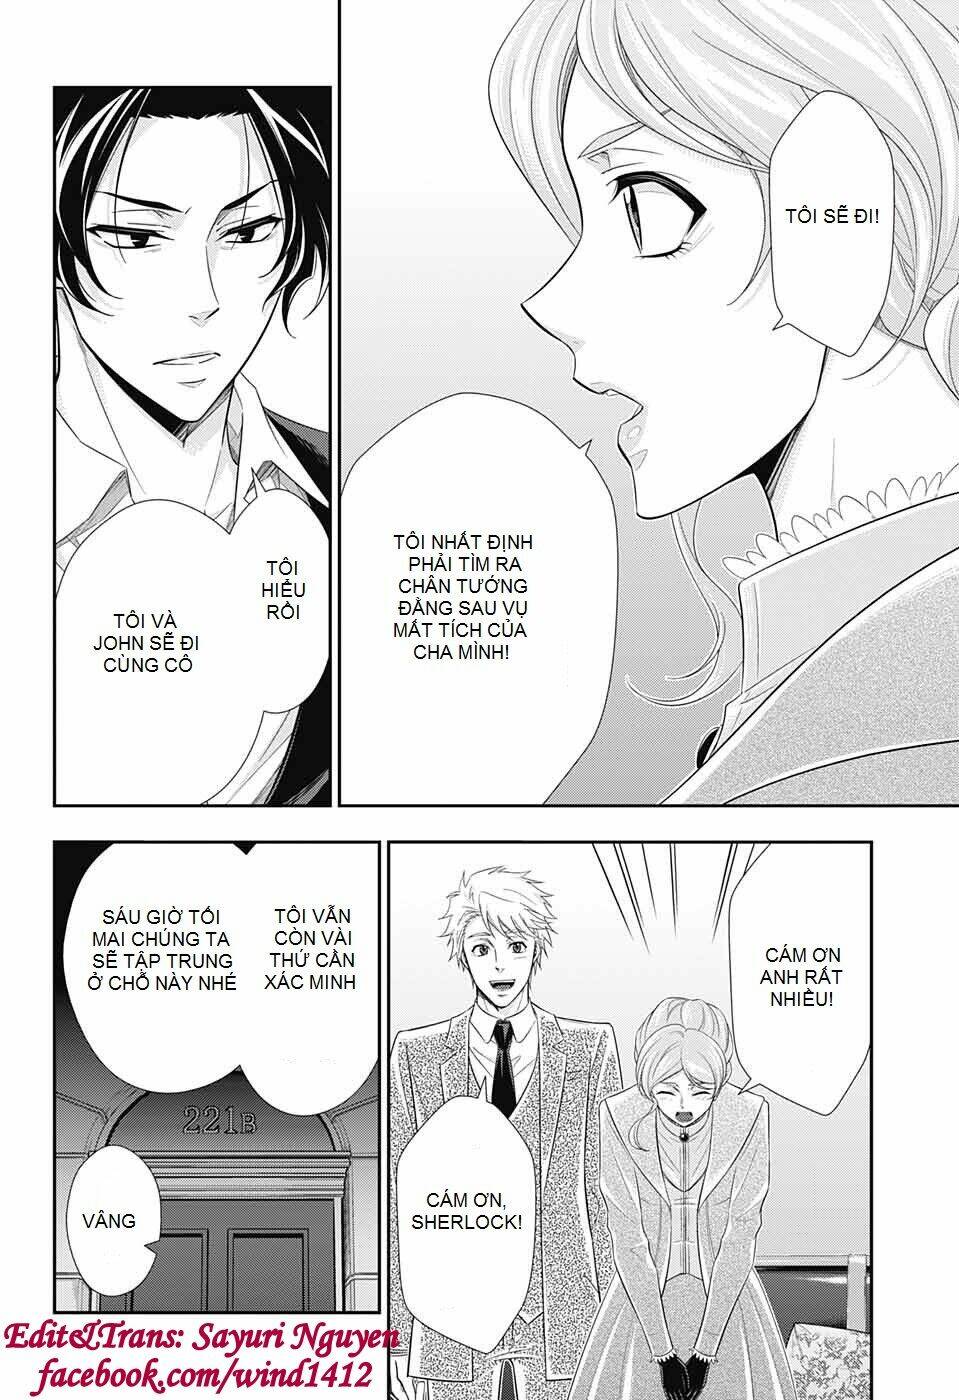 TÔI SẼ ĐI!
TÔI NHẤT ĐỊNH
PHẢI TÌM RA
CHÂN TƯỚNG
ĐẰNG SAU VỤ
MẤT TÍCH CỦA
CHA MÌNH!
TÔI
HIỂU
RỒI
TÔI VÀ
JOHN SẼ ĐI
CÙNG CÔ
CÁM ƠN
ANH RẤT
NHIỀU!
CÁM ƠN,
SHERLOCK!
TÔI VẪN
CÒN VÀI
THỨ CẦN
XÁC MINH
SÁU GIỜ TỐI
MAI CHÚNG TA
SẼ TẬP TRUNG
Ở CHỖ NÀY NHÉ
221B
VÂNG
Edit&Trans: Sayuri Nguyen
facebook.com/wind1412